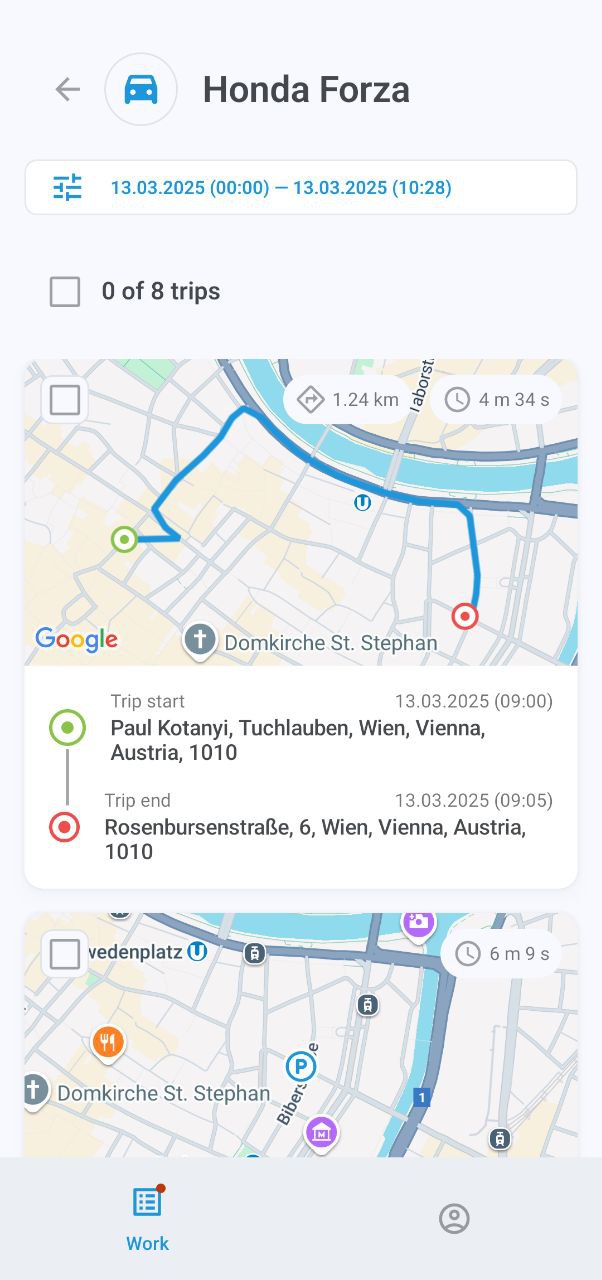 Honda Forza
13.03.2025 (00:00) — 13.03.2025 (10:28)
0 of 8 trips
1.24 km
4 m 34 s
Taborst
Google
Domkirche St. Stephan
Trip start
13.03.2025 (09:00)
Paul Kotanyi, Tuchlauben, Wien, Vienna,
Austria, 1010
Trip end
13.03.2025 (09:05)
Rosenbursenstraße, 6, Wien, Vienna, Austria,
1010
wedenplatz
6 m 9 s
P
Domkirche St. Stephan
1
Work